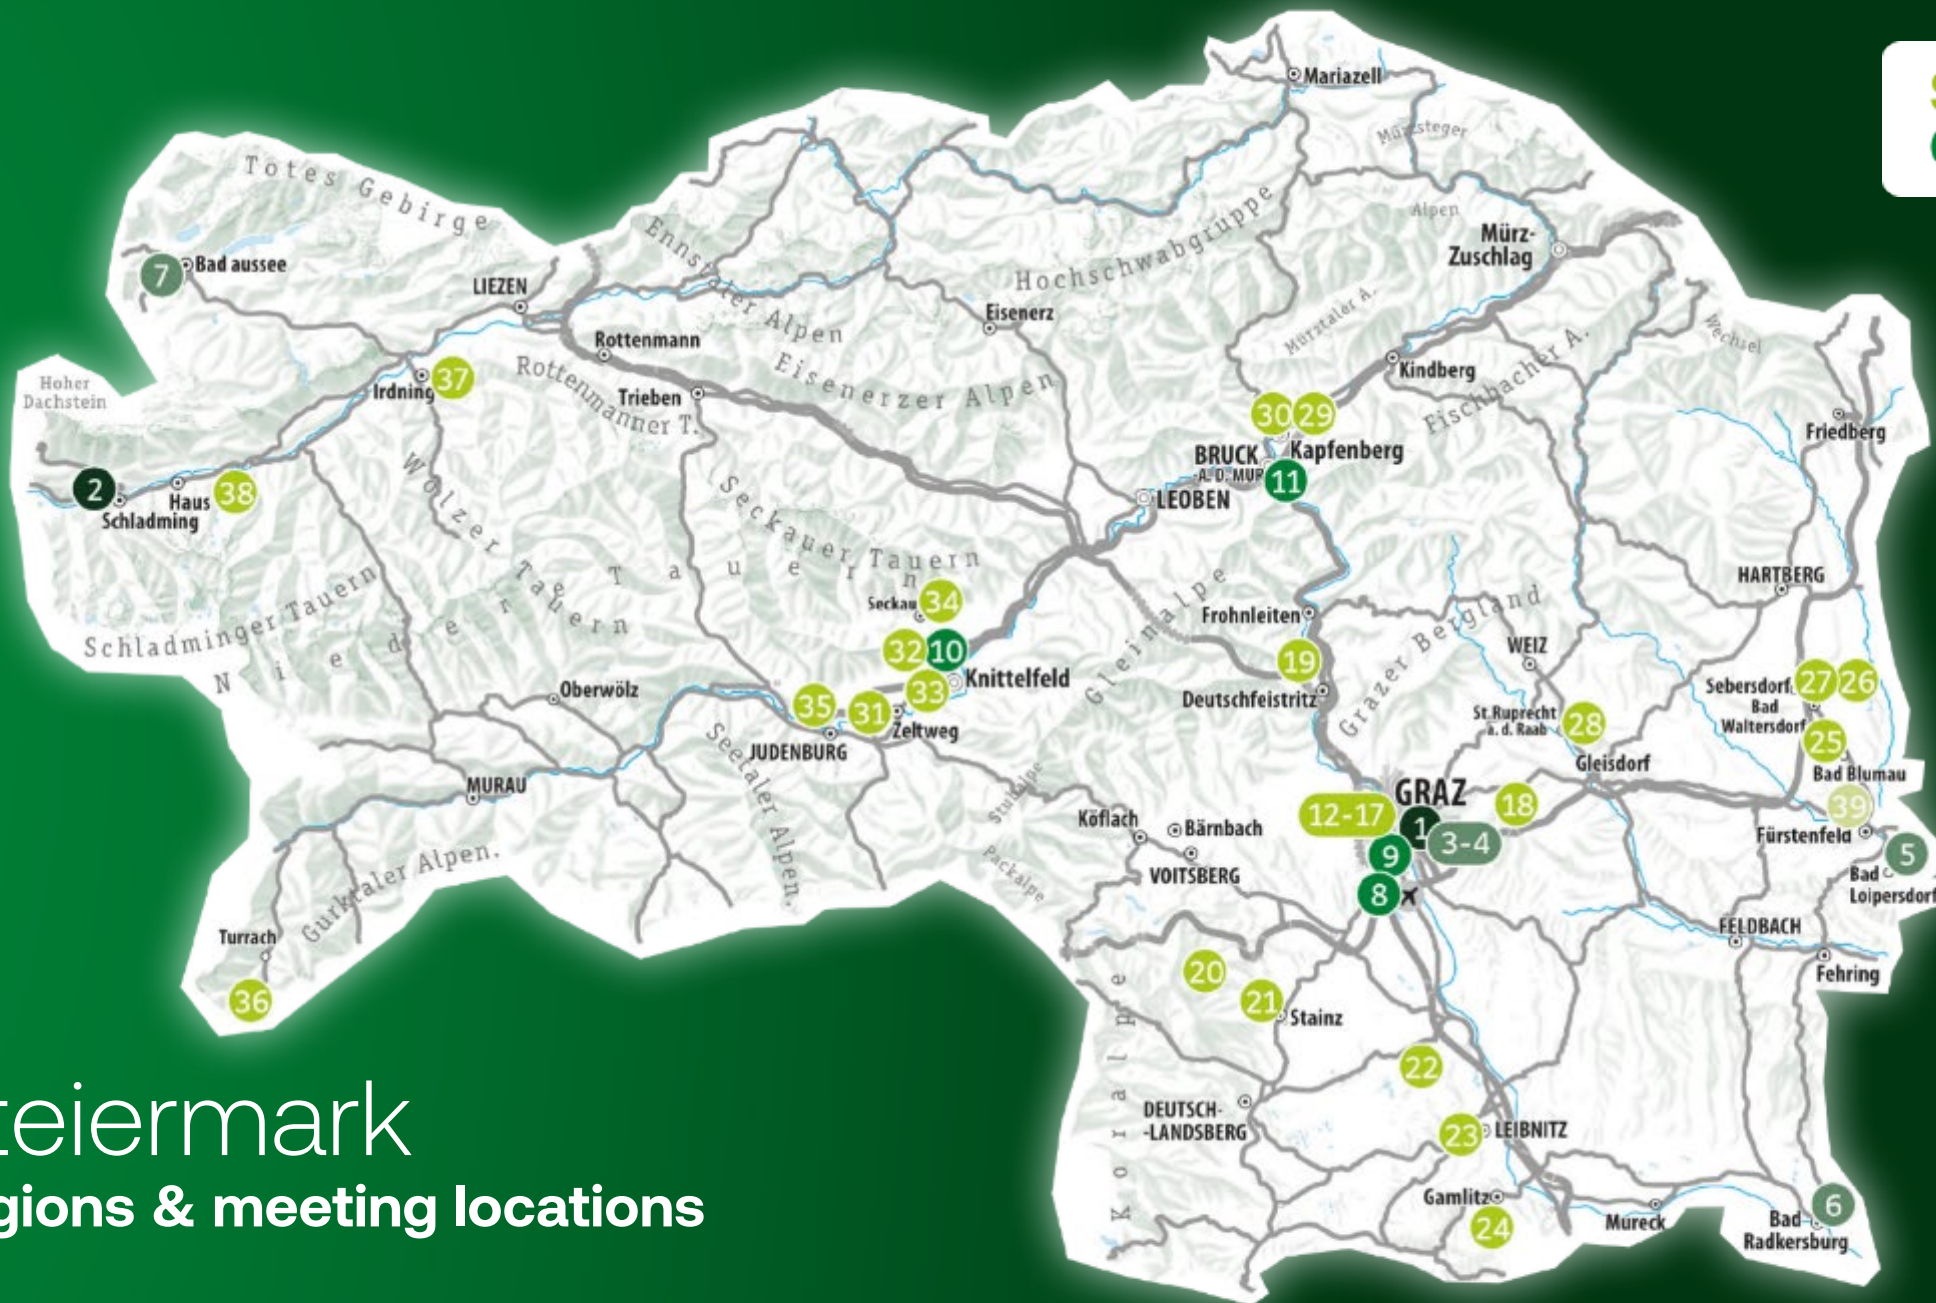 Mariazell
Mürzsteger
Alpen
Totes Gebirge
Ennstaler Alpen
Hochschwabgruppe
Mürz-
Zuschlag
7
Bad aussee
LIEZEN
Eisenerz
Mürztaler A.
Wechsel
Rottenmann
Eisenerzer Alpen
Kindberg
Fischbacher A.
Hoher
Dachstein
Irdning
37
Rottenmanner T.
Trieben
30
29
Friedberg
BRUCK
A. D. MUR
Kapfenberg
11
2
Schladming
Haus
38
Wölzer Tauern
Seckauer Tauern
LEOBEN
Niedere Tauern
Schladminger Tauern
HARTBERG
Seckau
34
Gleinalpe
Frohnleiten
Grazer Bergland
WEIZ
32
10
19
Knittelfeld
33
Oberwölz
Deutschfeistritz
Sebersdorf
27
26
35
31
Zeltweg
JUDENBURG
St.Ruprecht
a. d. Raab
28
Bad
Waltersdorf
25
Seetaler Alpen.
Gleisdorf
Bad Blumau
MURAU
Stubalpe
GRAZ
12-17
1
18
39
Köflach
Bärnbach
3-4
Fürstenfeld
9
5
Gurktaler Alpen.
Packalpe
VOITSBERG
8
Bad
Loipersdorf
Turrach
FELDBACH
Fehring
36
20
21
Stainz
Koralpe
22
DEUTSCH-
-LANDSBERG
23
LEIBNITZ
Gamlitz
24
Mureck
6
Bad
Radkersburg
teiermark
gions & meeting locations